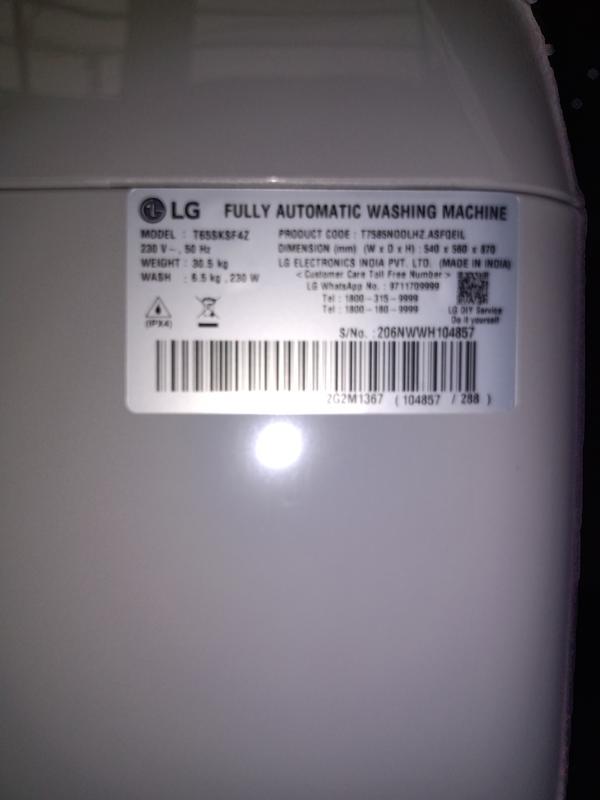 LG FULLY AUTOMATIC WASHING MACHINE
MODEL : T65SKSF4Z PRODUCT CODE : T7585NDDLHZ.ASFQEIL
230 V~, 50 Hz DIMENSION (mm) (W x D x H) : 540 x 560 x 870
WEIGHT : 30.5 kg LG ELECTRONICS INDIA PVT. LTD. (MADE IN INDIA)
WASH : 6.5 kg , 230 W < Customer Care Toll Free Number >
LG WhatsApp No. : 9711709999
Tel : 1800-315-9999
Tel : 1800-180-9999
LG DIY Service
Do it yourself
(IPX4)
S/No. : 206NWWH104857
2G2M1367 (104857 / 288 )